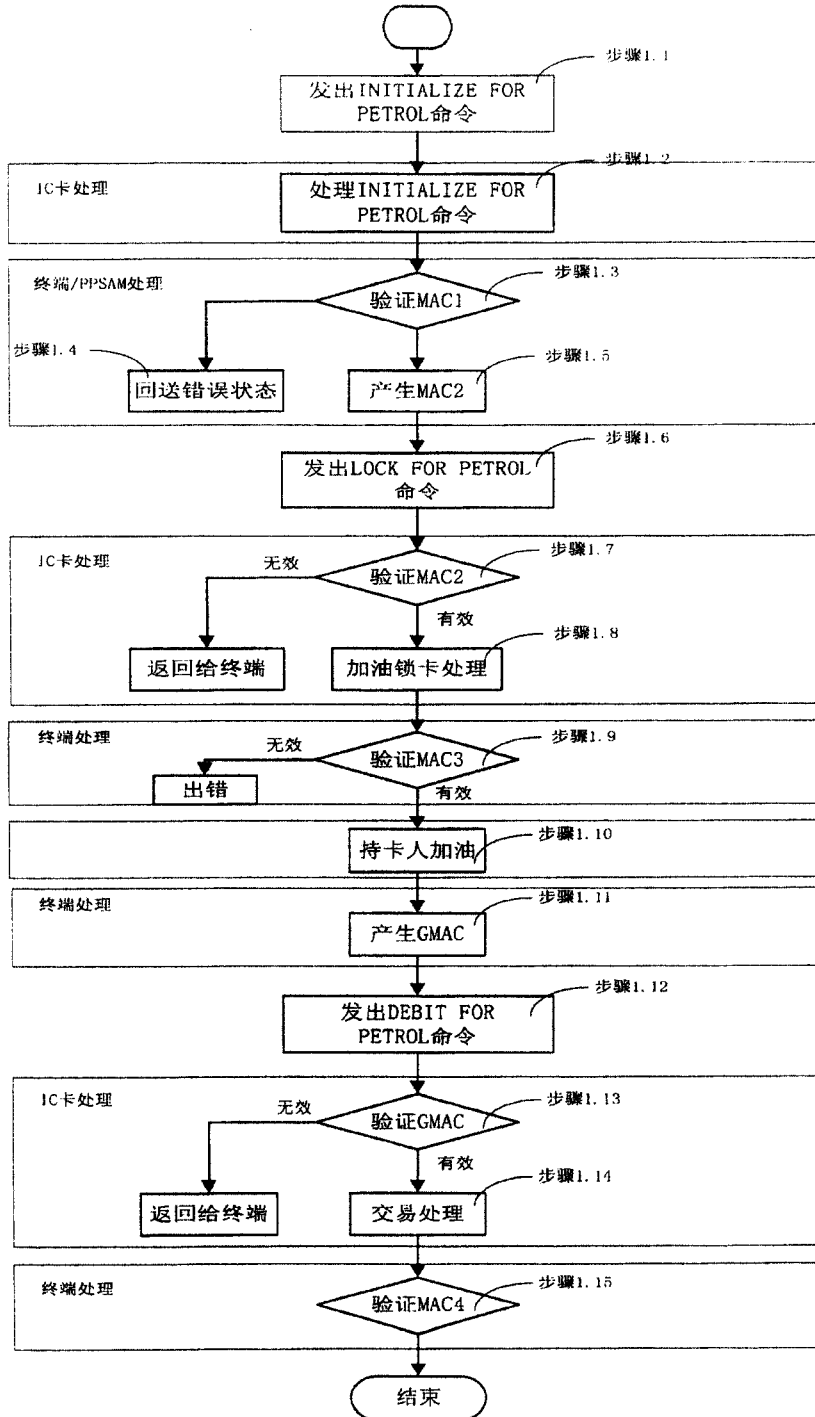 步骤1.1
发出INITIALIZE FOR
PETROL命令
步骤1.2
IC卡处理
处理INITIALIZE FOR
PETROL命令
终端/PPSAM处理
步骤1.3
验证MAC1
步骤1.4
步骤1.5
回送错误状态
产生MAC2
步骤1.6
发出LOCK FOR PETROL
命令
IC卡处理
步骤1.7
无效
验证MAC2
有效
步骤1.8
返回给终端
加油锁卡处理
终端处理
步骤1.9
无效
验证MAC3
出错
有效
步骤1.10
持卡人加油
终端处理
步骤1.11
产生GMAC
步骤1.12
发出DEBIT FOR
PETROL命令
IC卡处理
步骤1.13
无效
验证GMAC
有效
步骤1.14
返回给终端
交易处理
终端处理
步骤1.15
验证MAC4
结束